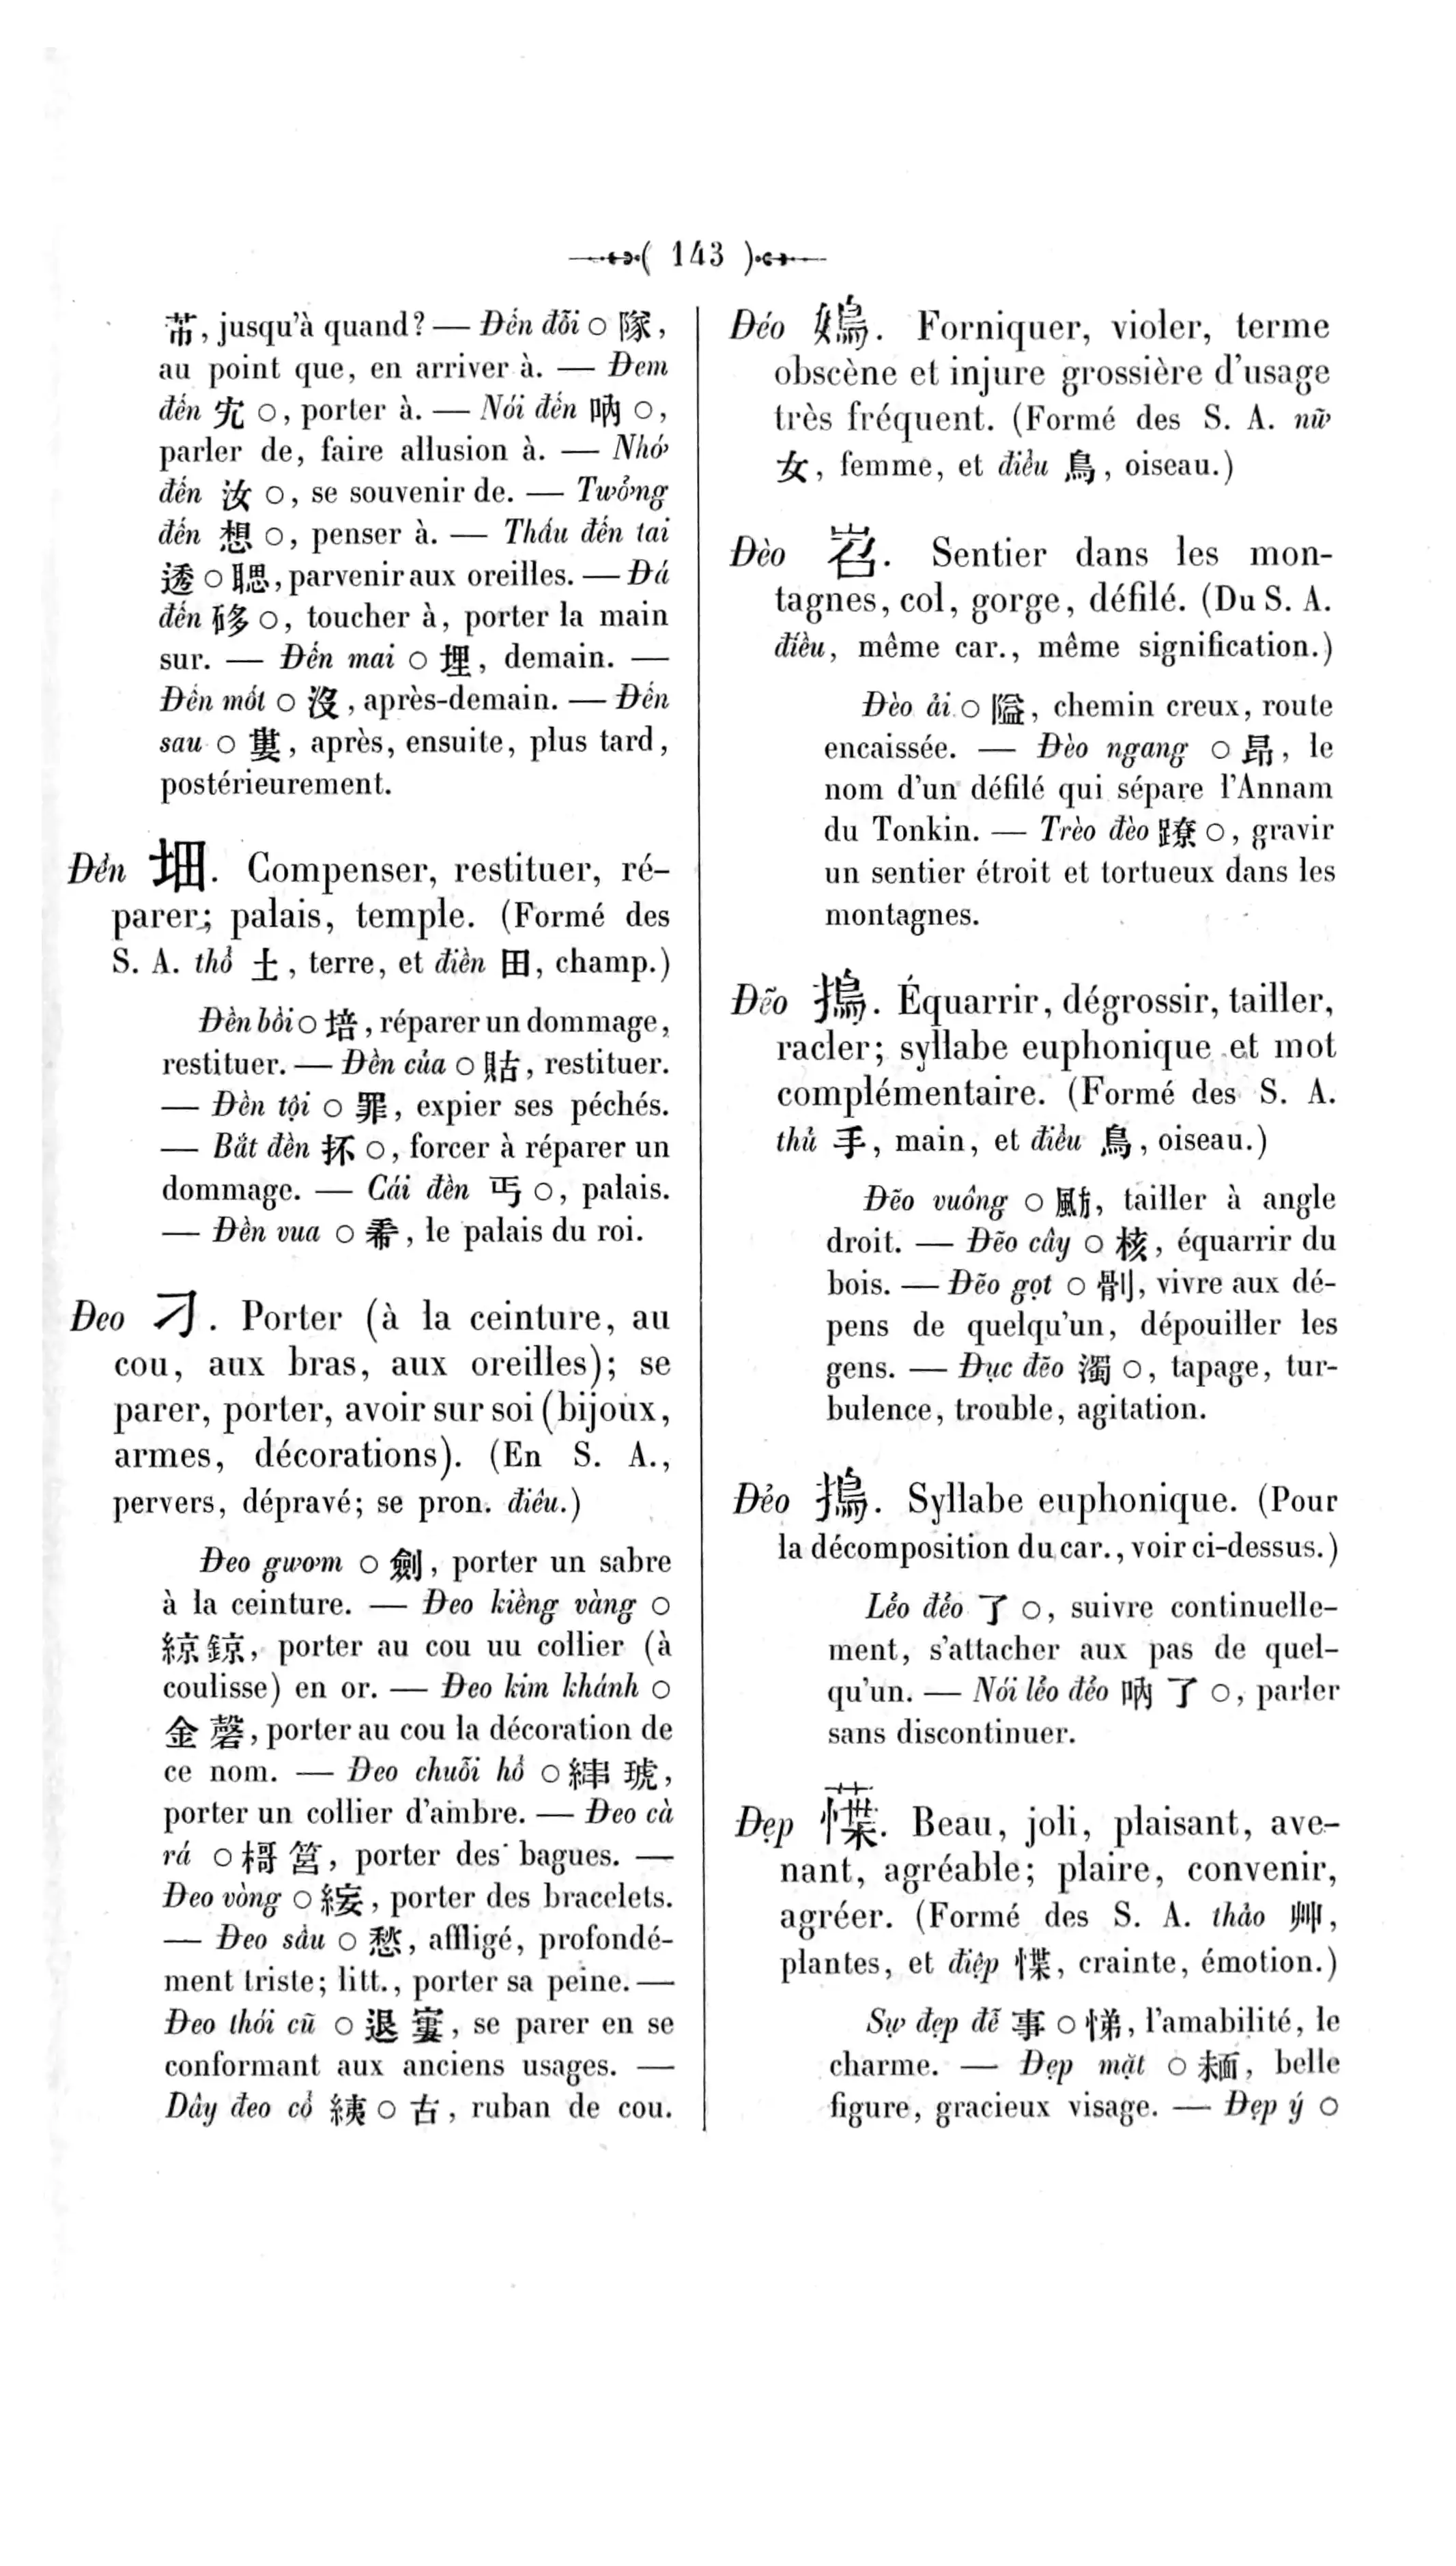 ( 143 )
芾, jusqu'à quand? — Đến đỗi ○ 隊,
au point que, en arriver à. — Đem
đến 宄 ○, porter à. — Nói đến 吶 ○,
parler de, faire allusion à. — Nhớ
đến 汝 ○, se souvenir de. — Tưởng
đến 想 ○, penser à. — Thấu đến tai
透 ○ 聰, parvenir aux oreilles. — Đá
đến 移 ○, toucher à, porter la main
sur. — Đến mai ○ 埋, demain. —
Đến mốt ○ 沒, après-demain. — Đến
sau ○ 婁, après, ensuite, plus tard,
postérieurement.
Đền 畑. Compenser, restituer, ré-
parer; palais, temple. (Formé des
S. A. thổ 土, terre, et điền 田, champ.)
Đền bồi ○ 培, réparer un dommage,
restituer. — Đền của ○ 貼, restituer.
— Đền tội ○ 罪, expier ses péchés.
— Bắt đền 抔 ○, forcer à réparer un
dommage. — Cái đền 丐 ○, palais.
— Đền vua ○ 希, le palais du roi.
Đeo 刁. Porter (à la ceinture, au
cou, aux bras, aux oreilles); se
parer, porter, avoir sur soi (bijoux,
armes, décorations). (En S. A.,
pervers, dépravé; se pron. điêu.)
Đeo gươm ○ 劍, porter un sabre
à la ceinture. — Đeo kiềng vàng ○
綡鍄, porter au cou uu collier (à
coulisse) en or. — Đeo kim khánh ○
金磬, porter au cou la décoration de
ce nom. — Đeo chuỗi hổ ○ 琥,
porter un collier d'ambre. — Đeo cà
rá ○, porter des bagues. —
Đeo vòng ○, porter des bracelets.
— Đeo sầu ○ 愁, affligé, profondé-
ment triste; litt., porter sa peine. —
Đeo thói cũ ○ 退, se parer en se
conformant aux anciens usages. —
Dây đeo cổ ○ 古, ruban de cou.
Đéo 𡠹. Forniquer, violer, terme
obscène et injure grossière d'usage
très fréquent. (Formé des S. A. nữ
女, femme, et điểu 鳥, oiseau.)
Đèo 岧. Sentier dans les mon-
tagnes, col, gorge, défilé. (Du S. A.
điều, même car., même signification.)
Đèo ải ○ 隘, chemin creux, route
encaissée. — Đèo ngang ○ 昂, le
nom d'un défilé qui sépare l'Annam
du Tonkin. — Trèo đèo ○, gravir
un sentier étroit et tortueux dans les
montagnes.
Đẽo 搗. Équarrir, dégrossir, tailler,
racler; syllabe euphonique et mot
complémentaire. (Formé des S. A.
thủ 手, main, et điểu 鳥, oiseau.)
Đẽo vuông ○, tailler à angle
droit. — Đẽo cây ○ 核, équarrir du
bois. — Đẽo gọt ○, vivre aux dé-
pens de quelqu'un, dépouiller les
gens. — Đục đẽo 濁 ○, tapage, tur-
bulence, trouble, agitation.
Đẻo 搗. Syllabe euphonique. (Pour
la décomposition du car., voir ci-dessus.)
Lẻo đẻo 了 ○, suivre continuelle-
ment, s'attacher aux pas de quel-
qu'un. — Nói lẻo đẻo 吶 了 ○, parler
sans discontinuer.
Đẹp. Beau, joli, plaisant, ave-
nant, agréable; plaire, convenir,
agréer. (Formé des S. A. thảo 艸,
plantes, et điệp 惵, crainte, émotion.)
Sự đẹp đẽ 事 ○ 悌, l'amabilité, le
charme. — Đẹp mặt ○, belle
figure, gracieux visage. — Đẹp ý ○